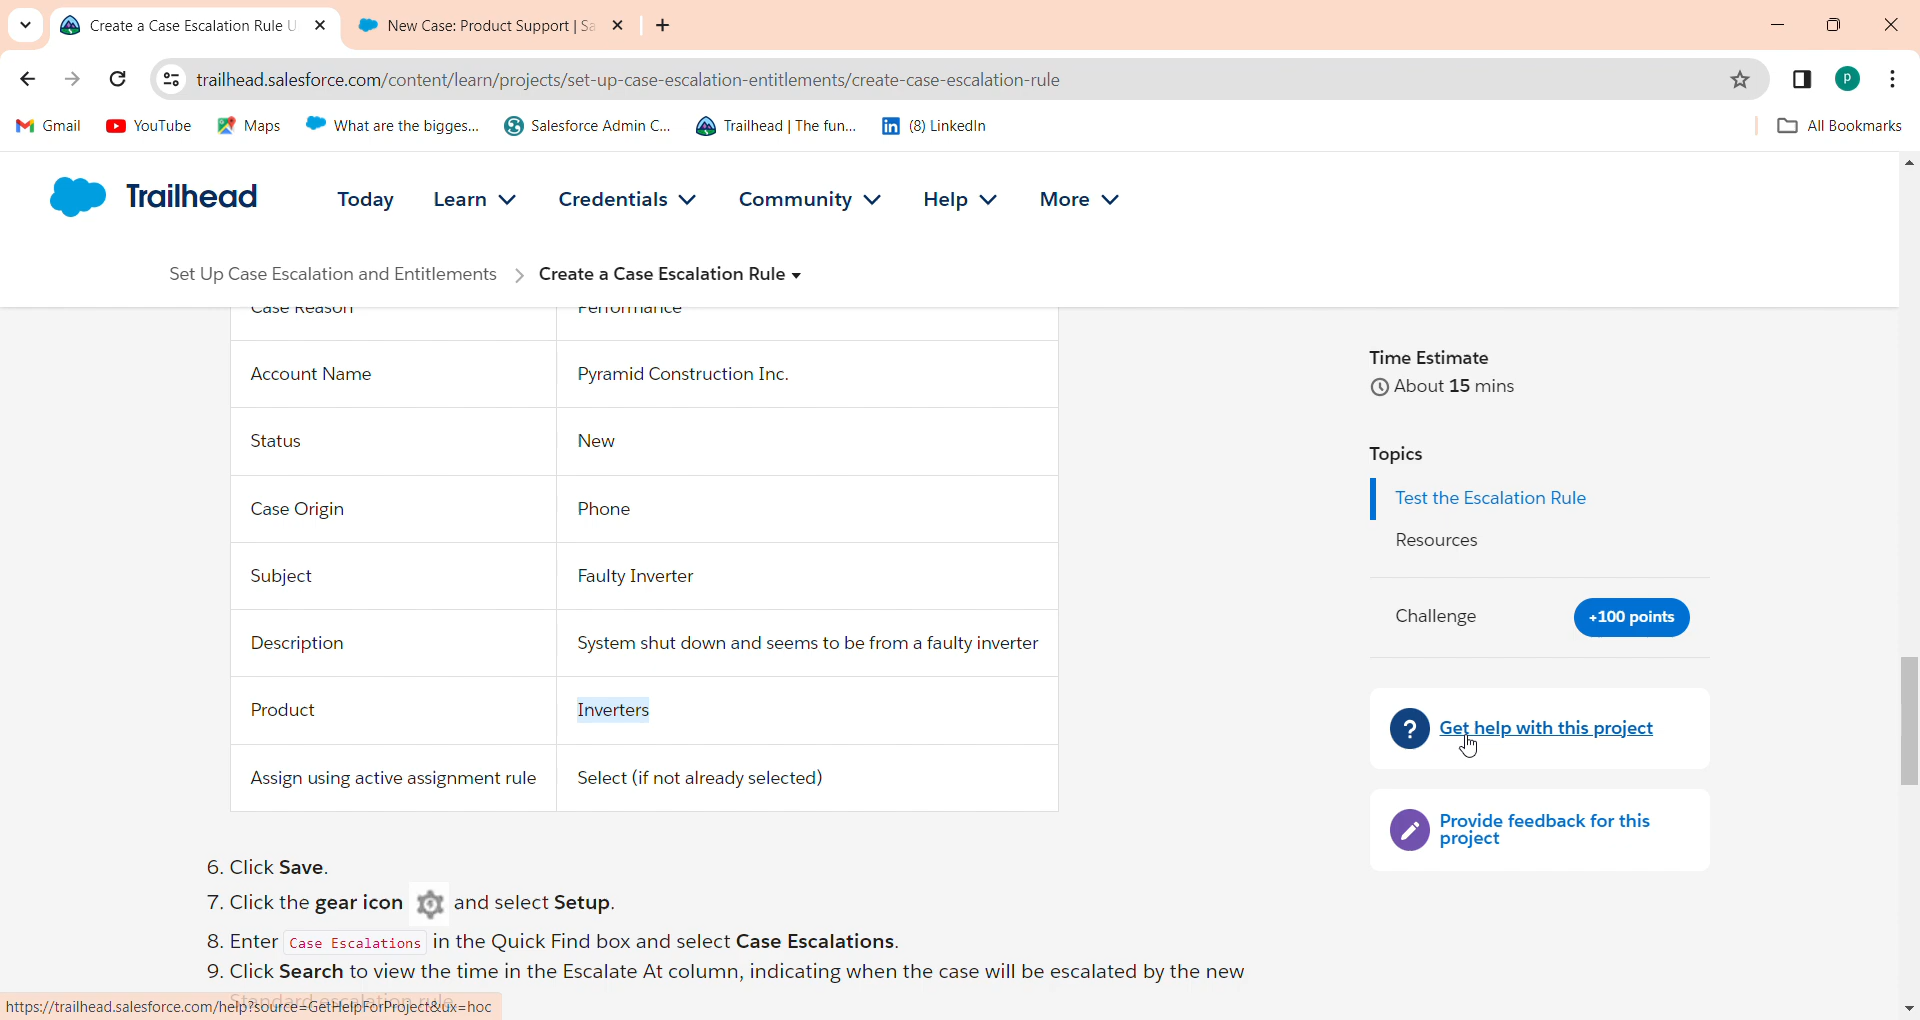 Create a Case Escalation Rule U
New Case: Product Support | Sa
trailhead.salesforce.com/content/learn/projects/set-up-case-escalation-entitlements/create-case-escalation-rule
P
Gmail
YouTube
Maps
What are the bigges...
Salesforce Admin C...
Trailhead | The fun...
(8) LinkedIn
All Bookmarks
Trailhead
Today
Learn
Credentials
Community
Help
More
Set Up Case Escalation and Entitlements > Create a Case Escalation Rule
Case Reason
Performance
Account Name
Pyramid Construction Inc.
Status
New
Case Origin
Phone
Subject
Faulty Inverter
Description
System shut down and seems to be from a faulty inverter
Product
Inverters
Assign using active assignment rule
Select (if not already selected)
6. Click Save.
7. Click the gear icon and select Setup.
8. Enter Case Escalations in the Quick Find box and select Case Escalations.
9. Click Search to view the time in the Escalate At column, indicating when the case will be escalated by the new
Standard escalation rule.
Time Estimate
About 15 mins
Topics
Test the Escalation Rule
Resources
Challenge
+100 points
? Get help with this project
Provide feedback for this
project
https://trailhead.salesforce.com/help?source=GetHelpForProject&ux=hoc